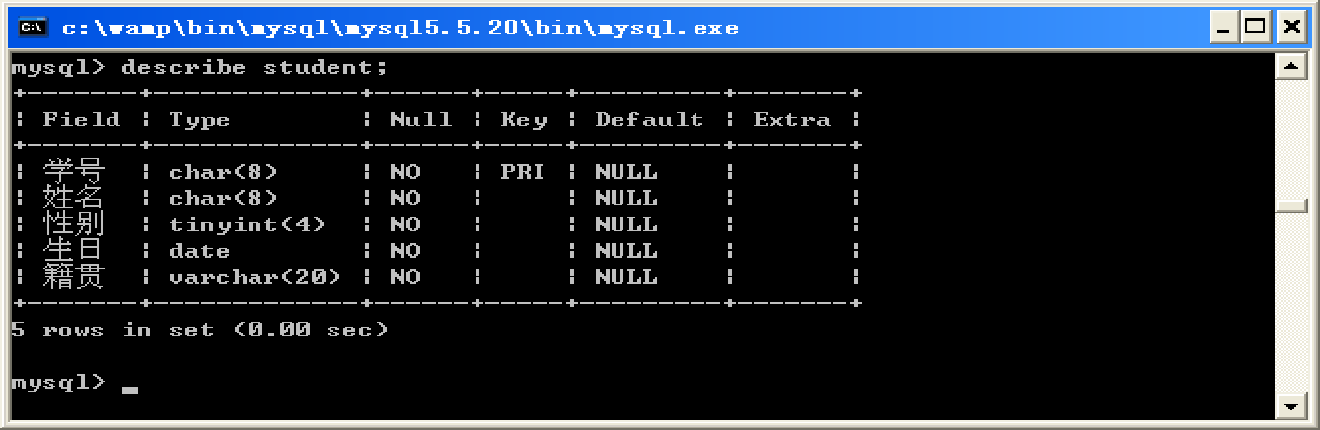 c:\wamp\bin\mysql\mysql5.5.20\bin\mysql.exe
mysql> describe student;
+-------+-------------+------+-----+---------+-------+
| Field | Type        | Null | Key | Default | Extra |
+-------+-------------+------+-----+---------+-------+
| 学号  | char(8)     | NO   | PRI | NULL    |       |
| 姓名  | char(8)     | NO   |     | NULL    |       |
| 性别  | tinyint(4)  | NO   |     | NULL    |       |
| 生日  | date        | NO   |     | NULL    |       |
| 籍贯  | varchar(20) | NO   |     | NULL    |       |
+-------+-------------+------+-----+---------+-------+
5 rows in set (0.00 sec)
mysql> _